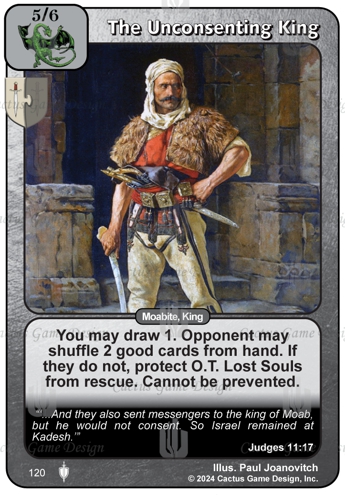 5/6
The Unconsenting King
Moabite, King
You may draw 1. Opponent may
shuffle 2 good cards from hand. If
they do not, protect O.T. Lost Souls
from rescue. Cannot be prevented.
"'...And they also sent messengers to the king of Moab,
but he would not consent. So Israel remained at
Kadesh.'"
Judges 11:17
Cactus Game Design
120
Illus. Paul Joanovitch
© 2024 Cactus Game Design, Inc.